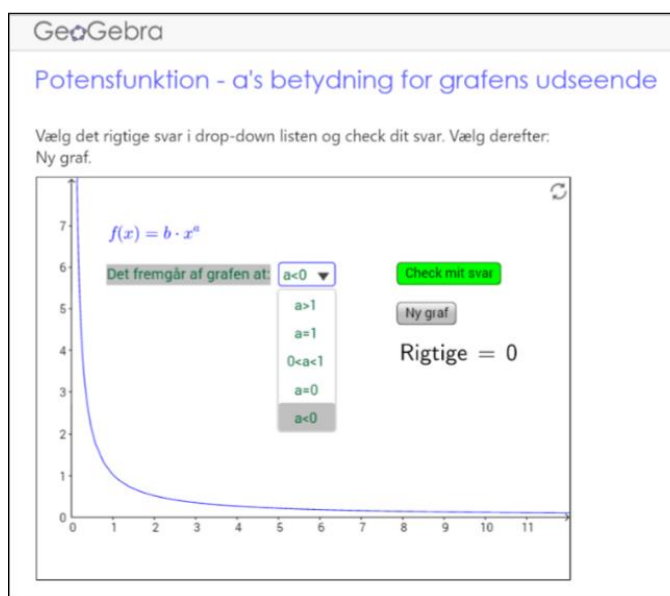 GeoGebra
Potensfunktion - a's betydning for grafens udseende
Vælg det rigtige svar i drop-down listen og check dit svar. Vælg derefter:
Ny graf.
f(x) = b · x^a
Det fremgår af grafen at: a<0
a>1
a=1
0<a<1
a=0
a<0
Check mit svar
Ny graf
Rigtige = 0
7
6
5
4
3
2
1
0
0 1 2 3 4 5 6 7 8 9 10 11